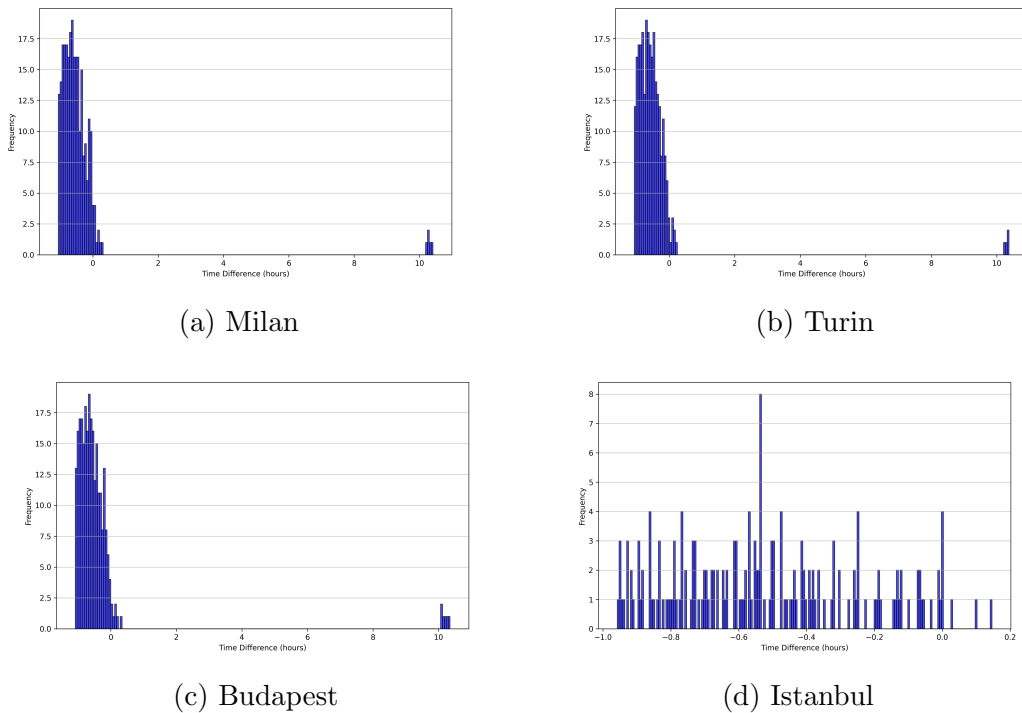 17.5
15.0
12.5
10.0
7.5
5.0
2.5
0.0
Frequency
0 2 4 6 8 10
Time Difference (hours)
(a) Milan
17.5
15.0
12.5
10.0
7.5
5.0
2.5
0.0
Frequency
0 2 4 6 8 10
Time Difference (hours)
(b) Turin
17.5
15.0
12.5
10.0
7.5
5.0
2.5
0.0
Frequency
0 2 4 6 8 10
Time Difference (hours)
(c) Budapest
8
7
6
5
4
3
2
1
0
Frequency
−1.0 −0.8 −0.6 −0.4 −0.2 0.0 0.2
Time Difference (hours)
(d) Istanbul